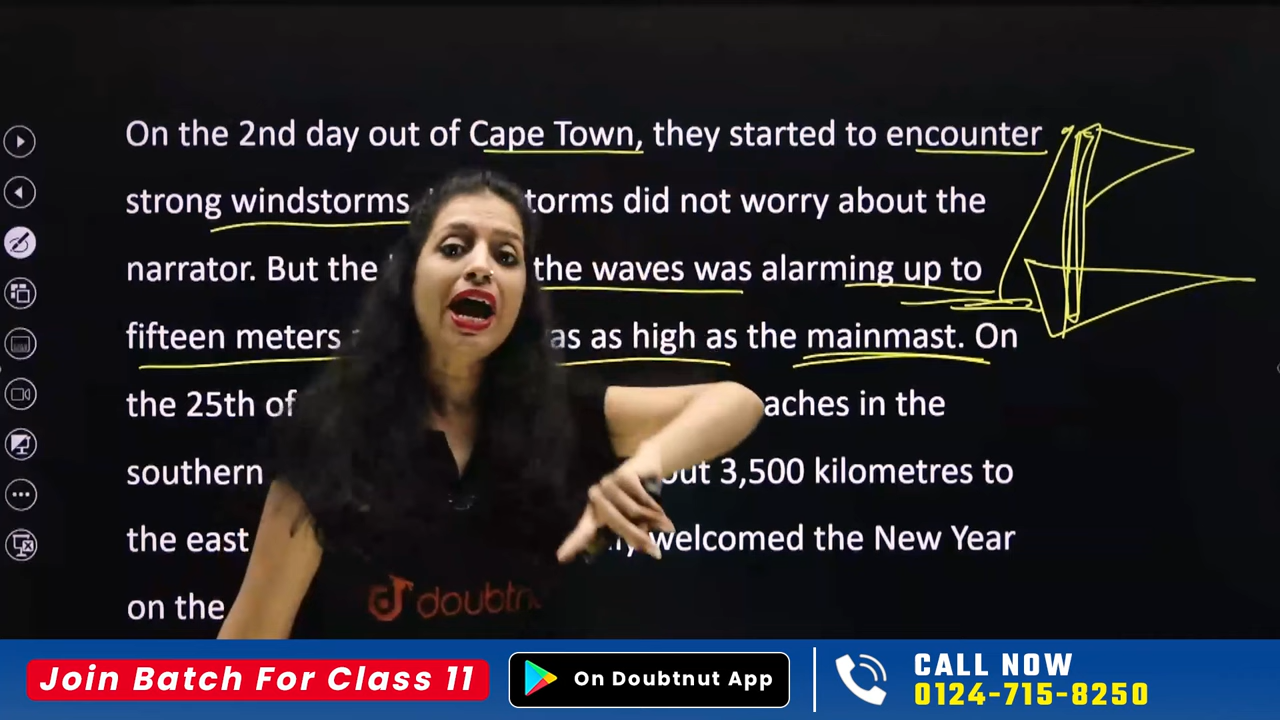 On the 2nd day out of Cape Town, they started to encounter
strong windstorms torms did not worry about the
narrator. But the the waves was alarming up to
fifteen meters as as high as the mainmast. On
the 25th of aches in the
southern out 3,500 kilometres to
the east welcomed the New Year
on the
doubtn
Join Batch For Class 11
On Doubtnut App
CALL NOW
0124-715-8250